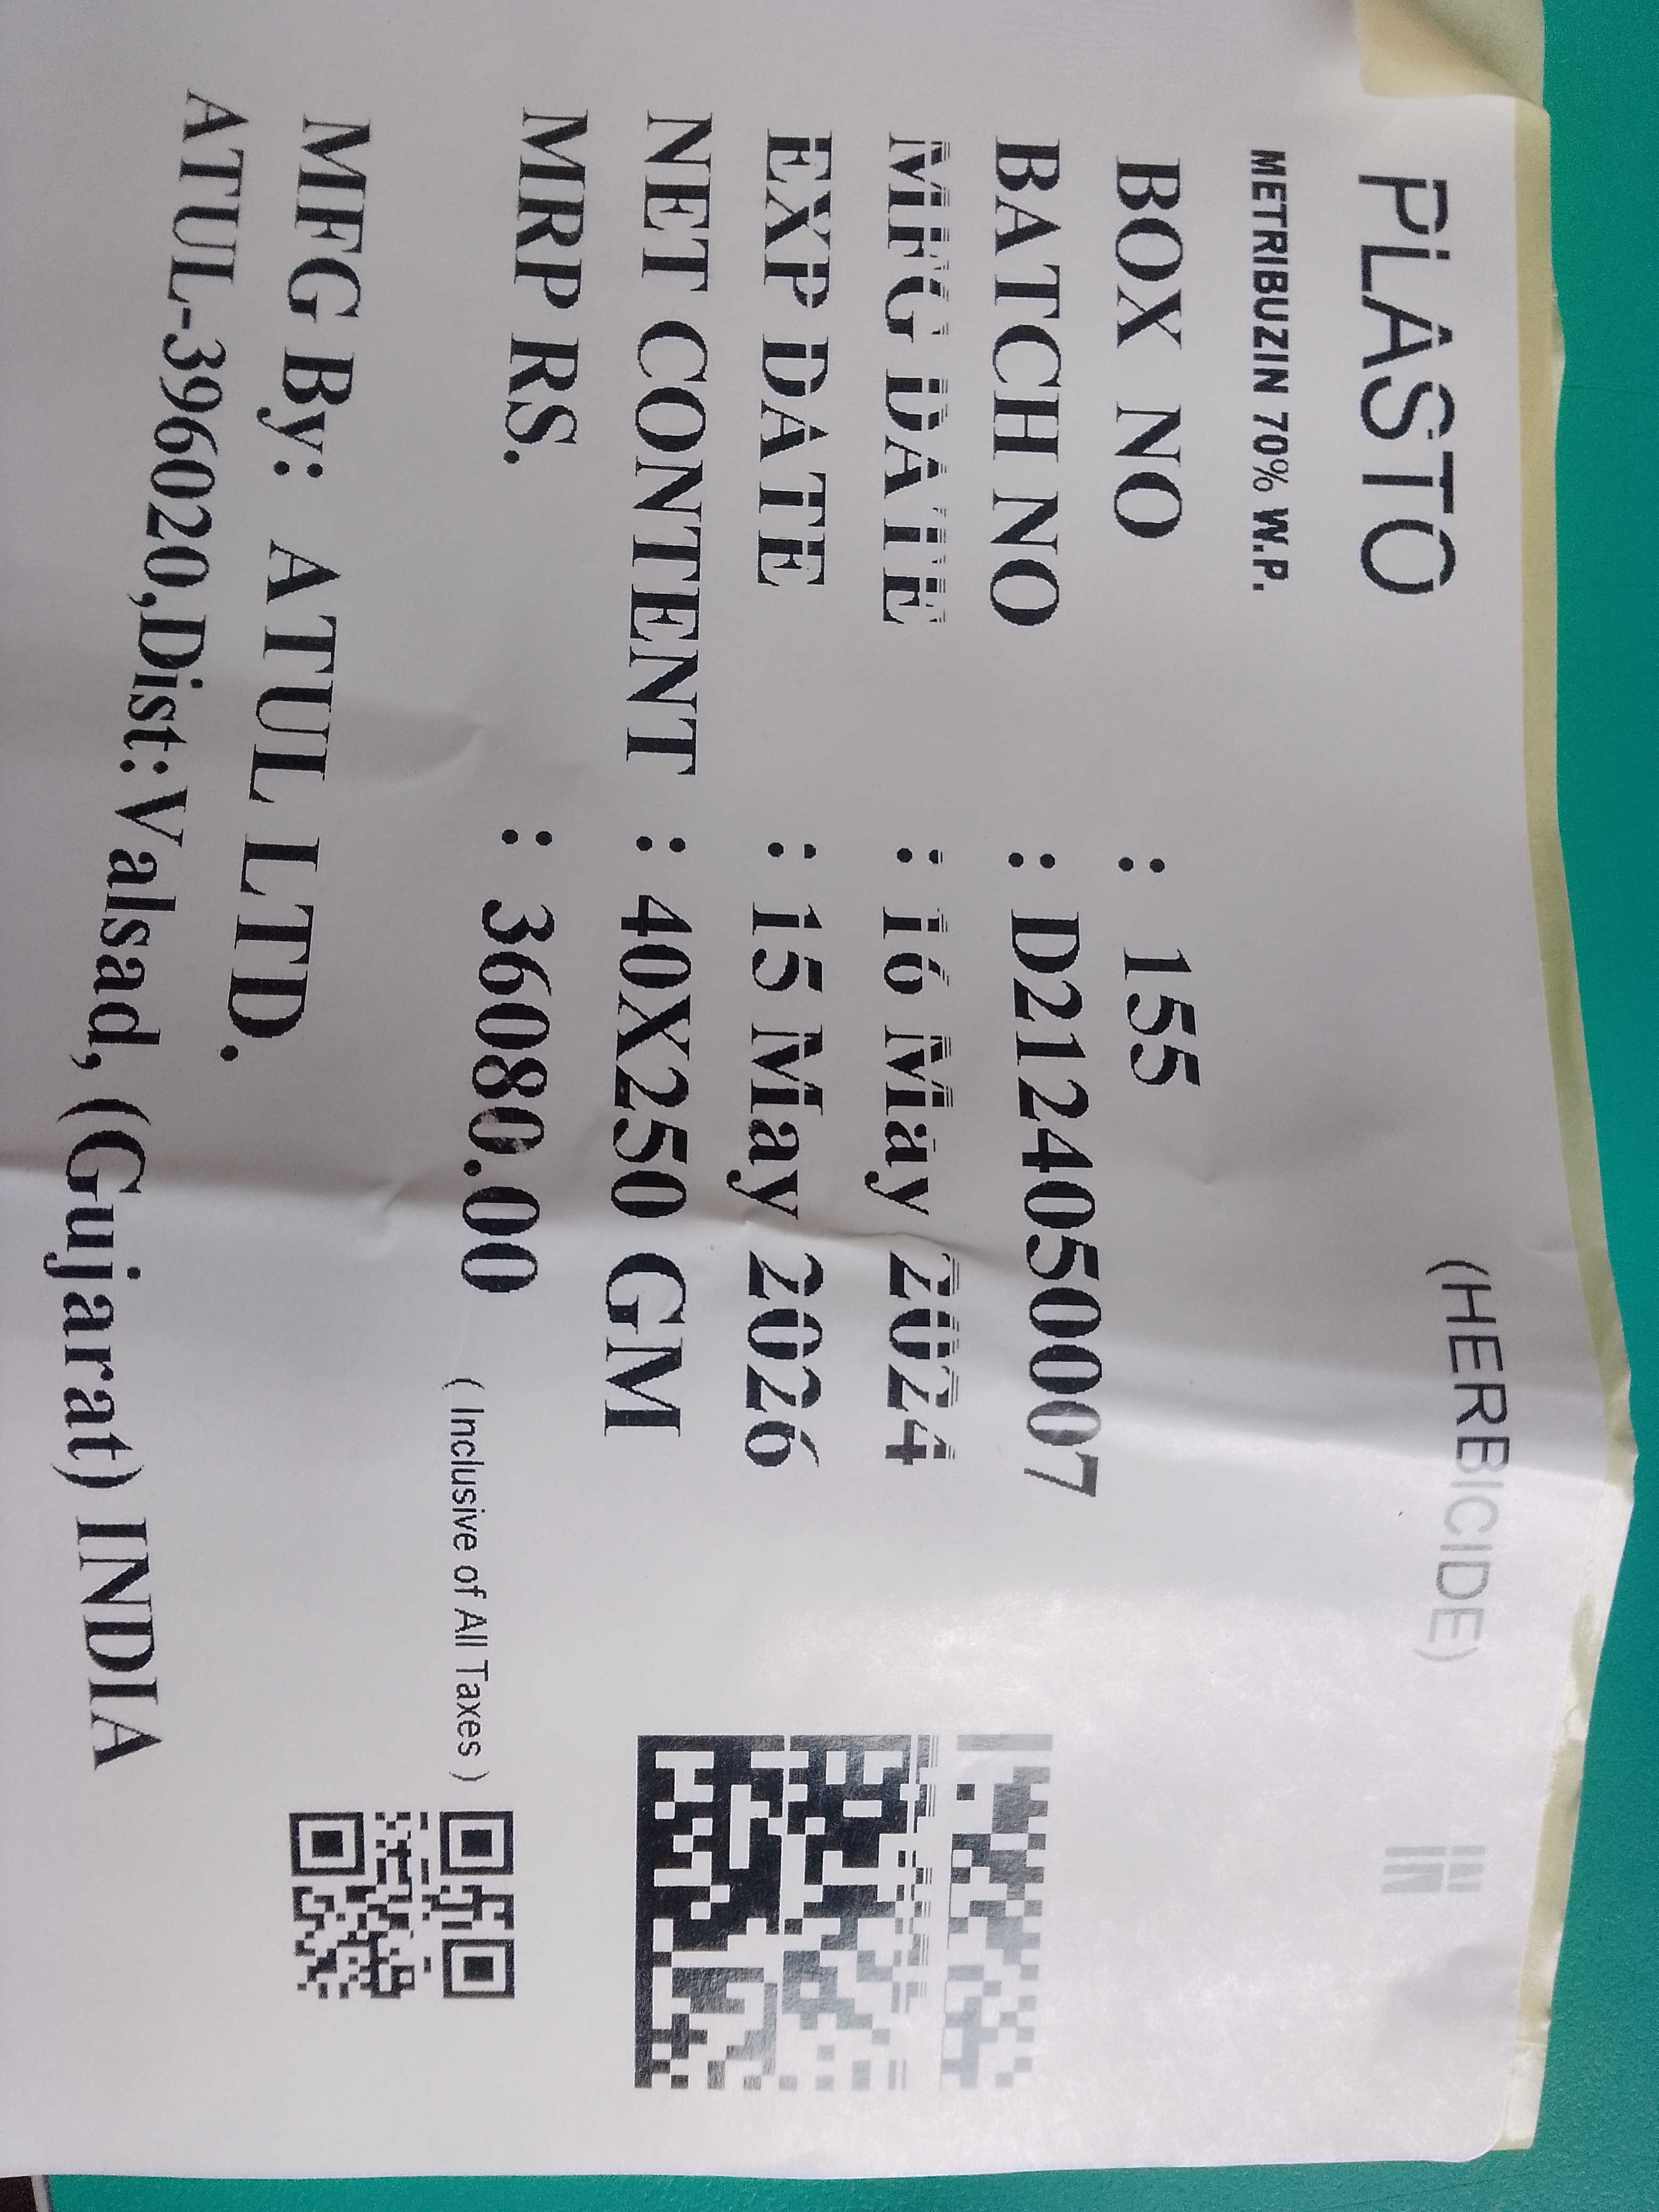 PLASTO (HERBICIDE)
METRIBUZIN 70% W.P.
BOX NO : 155
BATCH NO : D2124050007
MFG DATE : 16 May 2024
EXP DATE : 15 May 2026
NET CONTENT : 40X250 GM
MRP RS. : 36080.00 ( Inclusive of All Taxes )
MFG By: ATUL LTD.
ATUL-396020,Dist:Valsad, (Gujarat) INDIA